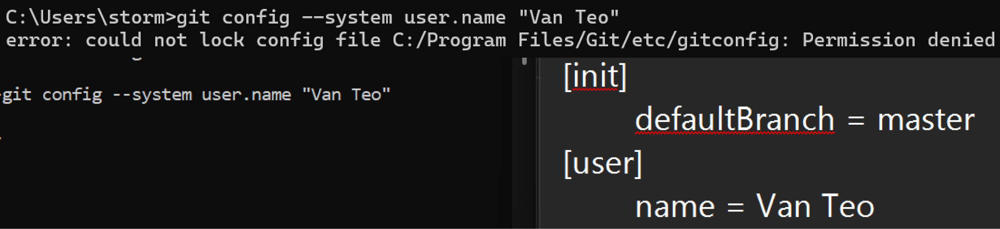 C:\Users\storm>git config --system user.name "Van Teo"
error: could not lock config file C:/Program Files/Git/etc/gitconfig: Permission denied
git config --system user.name "Van Teo"
[init]
defaultBranch = master
[user]
name = Van Teo